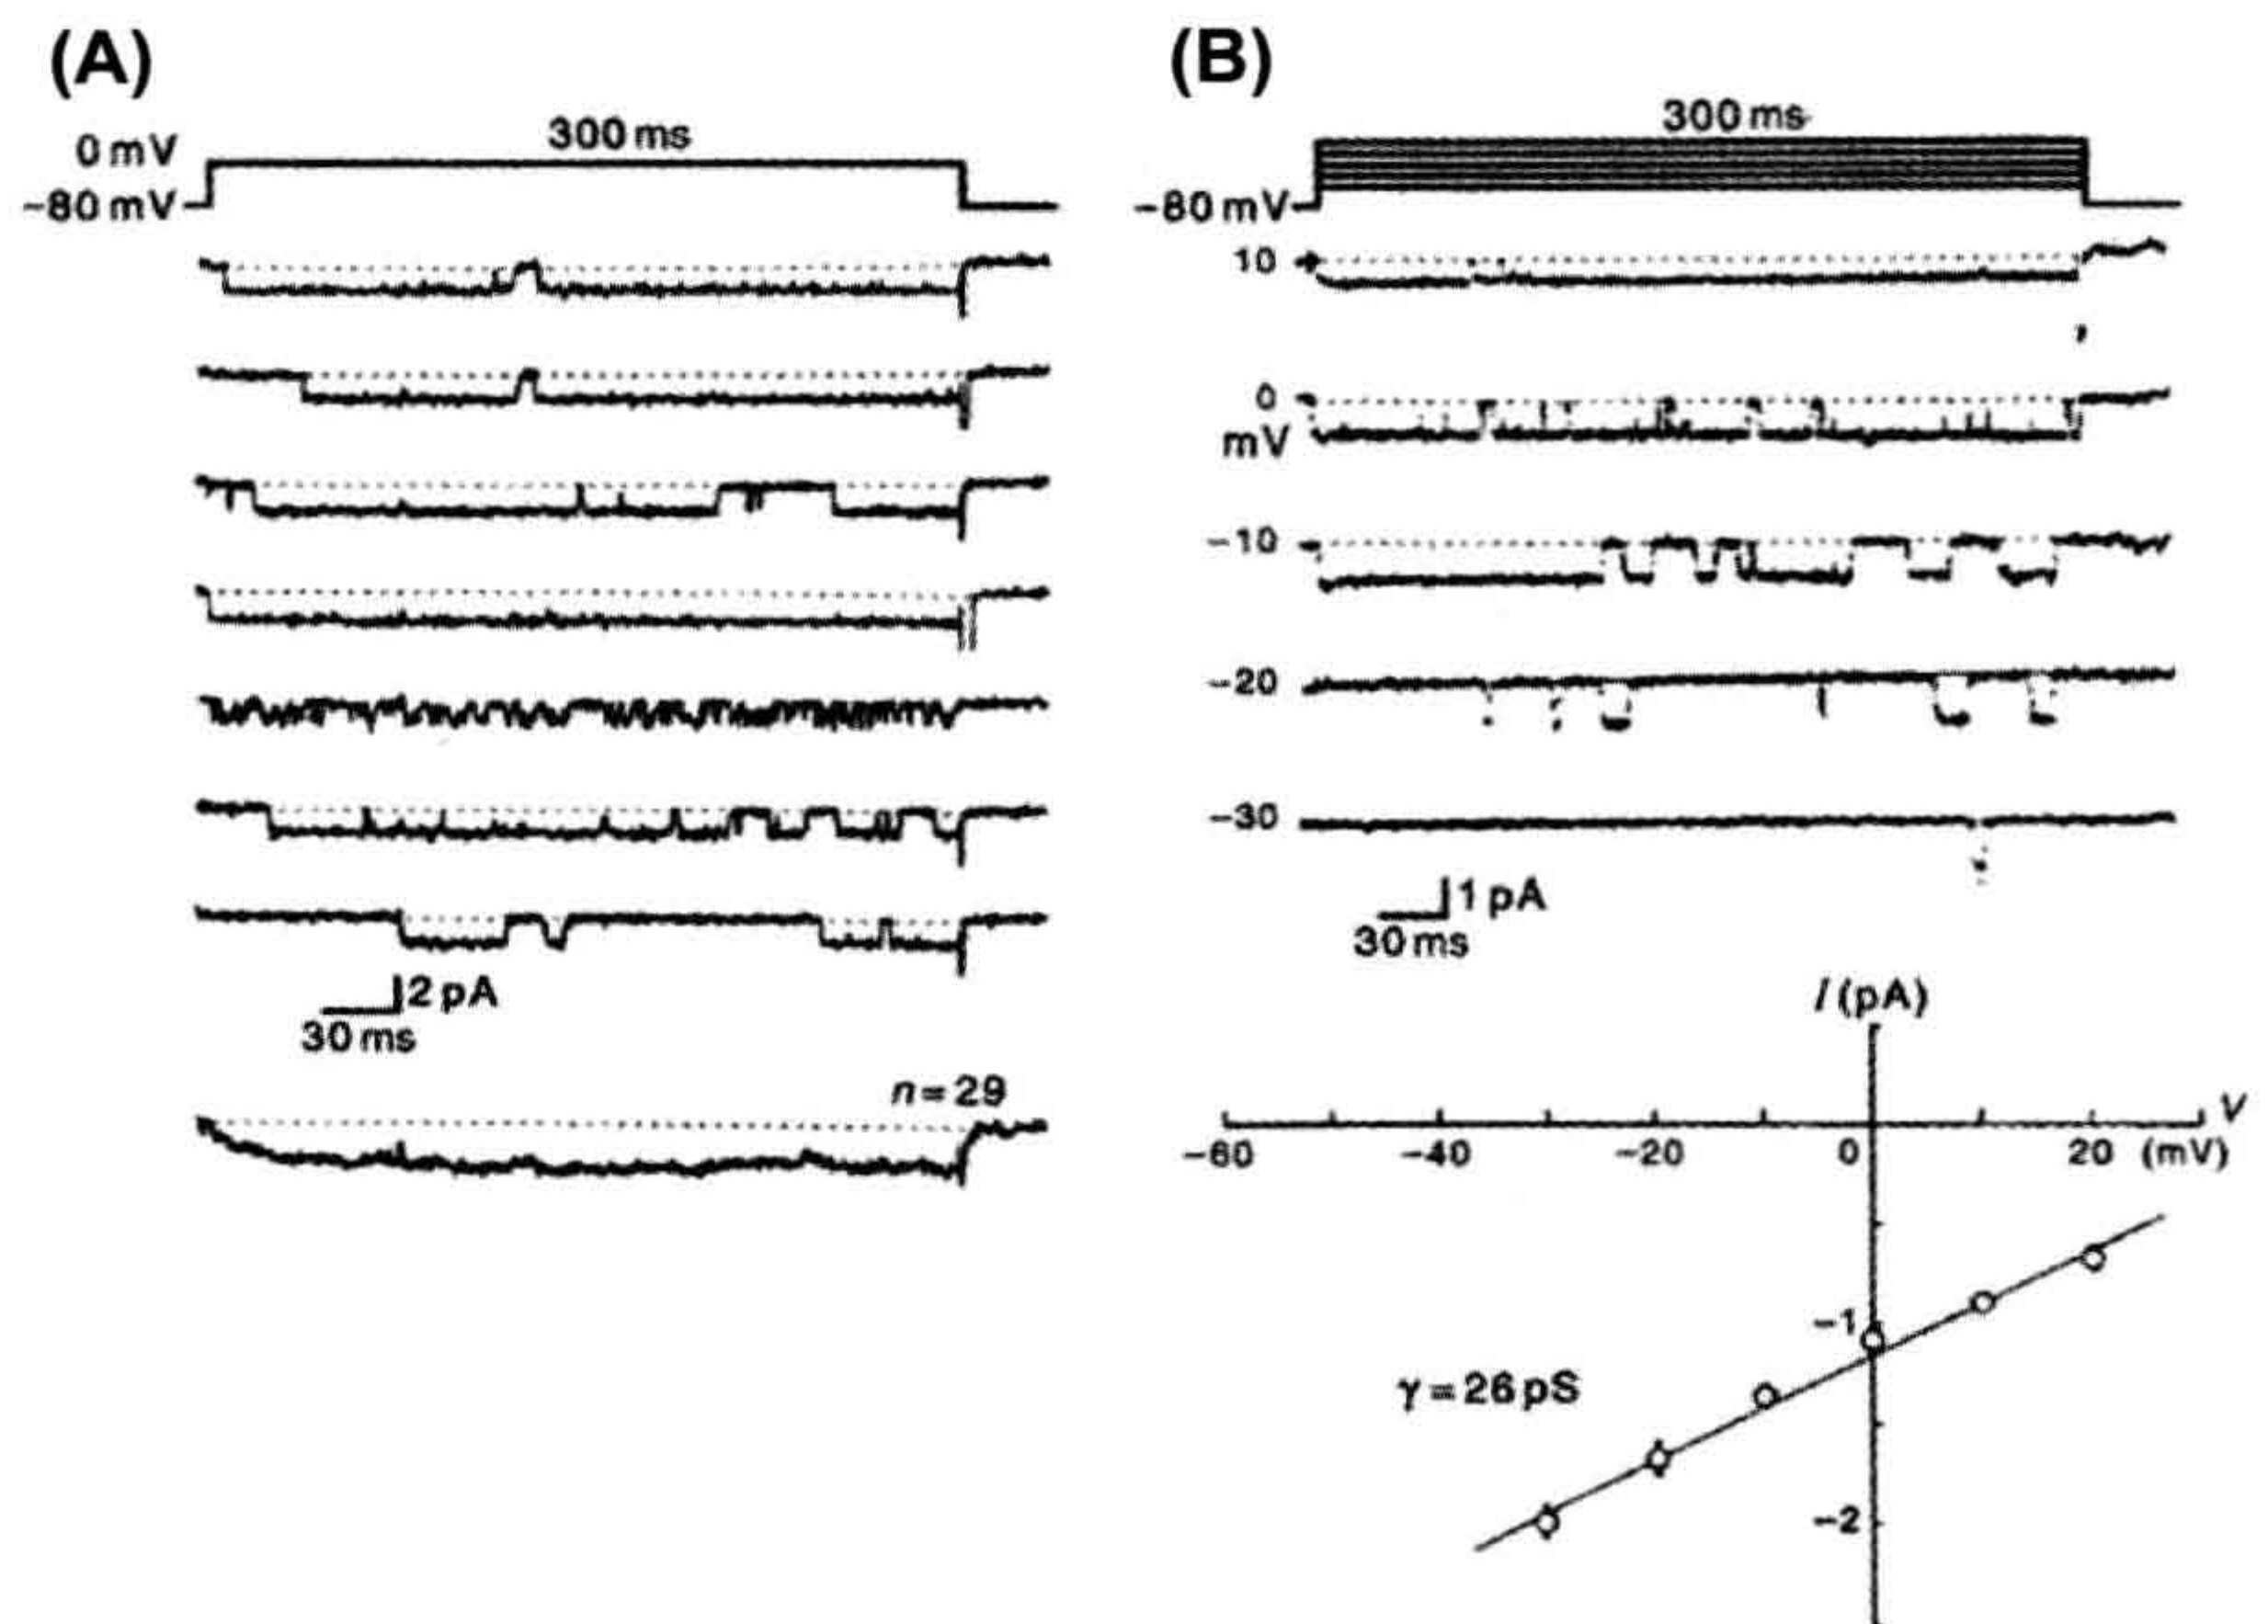 (A)
300 ms
0 mV
-80 mV
2 pA
30 ms
n = 29
(B)
300 ms
-80 mV
10
0
mV
-10
-20
-30
1 pA
30 ms
I (pA)
V
-60 -40 -20 0 20 (mV)
-1
γ = 26 pS
-2